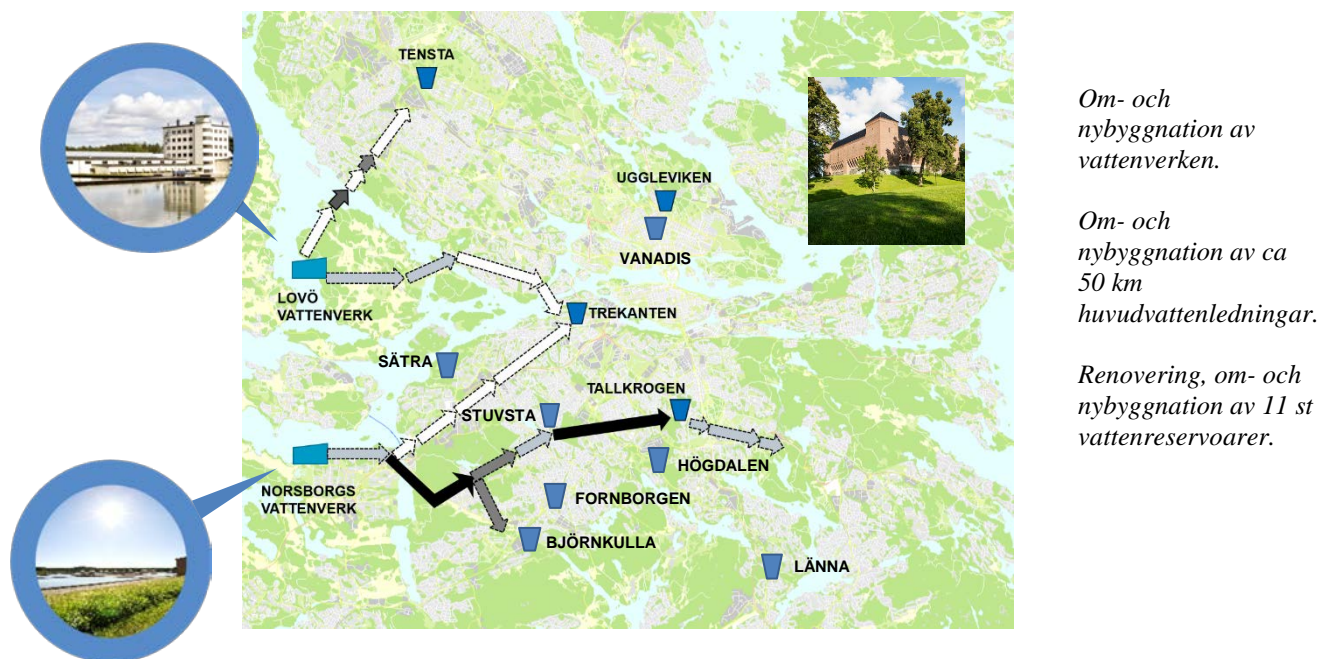 TENSTA
UGGLEVIKEN
VANADIS
LOVÖ
VATTENVERK
TREKANTEN
SÄTRA
TALLKROGEN
STUVSTA
HÖGDALEN
NORSBORGS
VATTENVERK
FORNBORGEN
BJÖRNKULLA
LÄNNA
Om- och
nybyggnation av
vattenverken.
Om- och
nybyggnation av ca
50 km
huvudvattenledningar.
Renovering, om- och
nybyggnation av 11 st
vattenreservoarer.